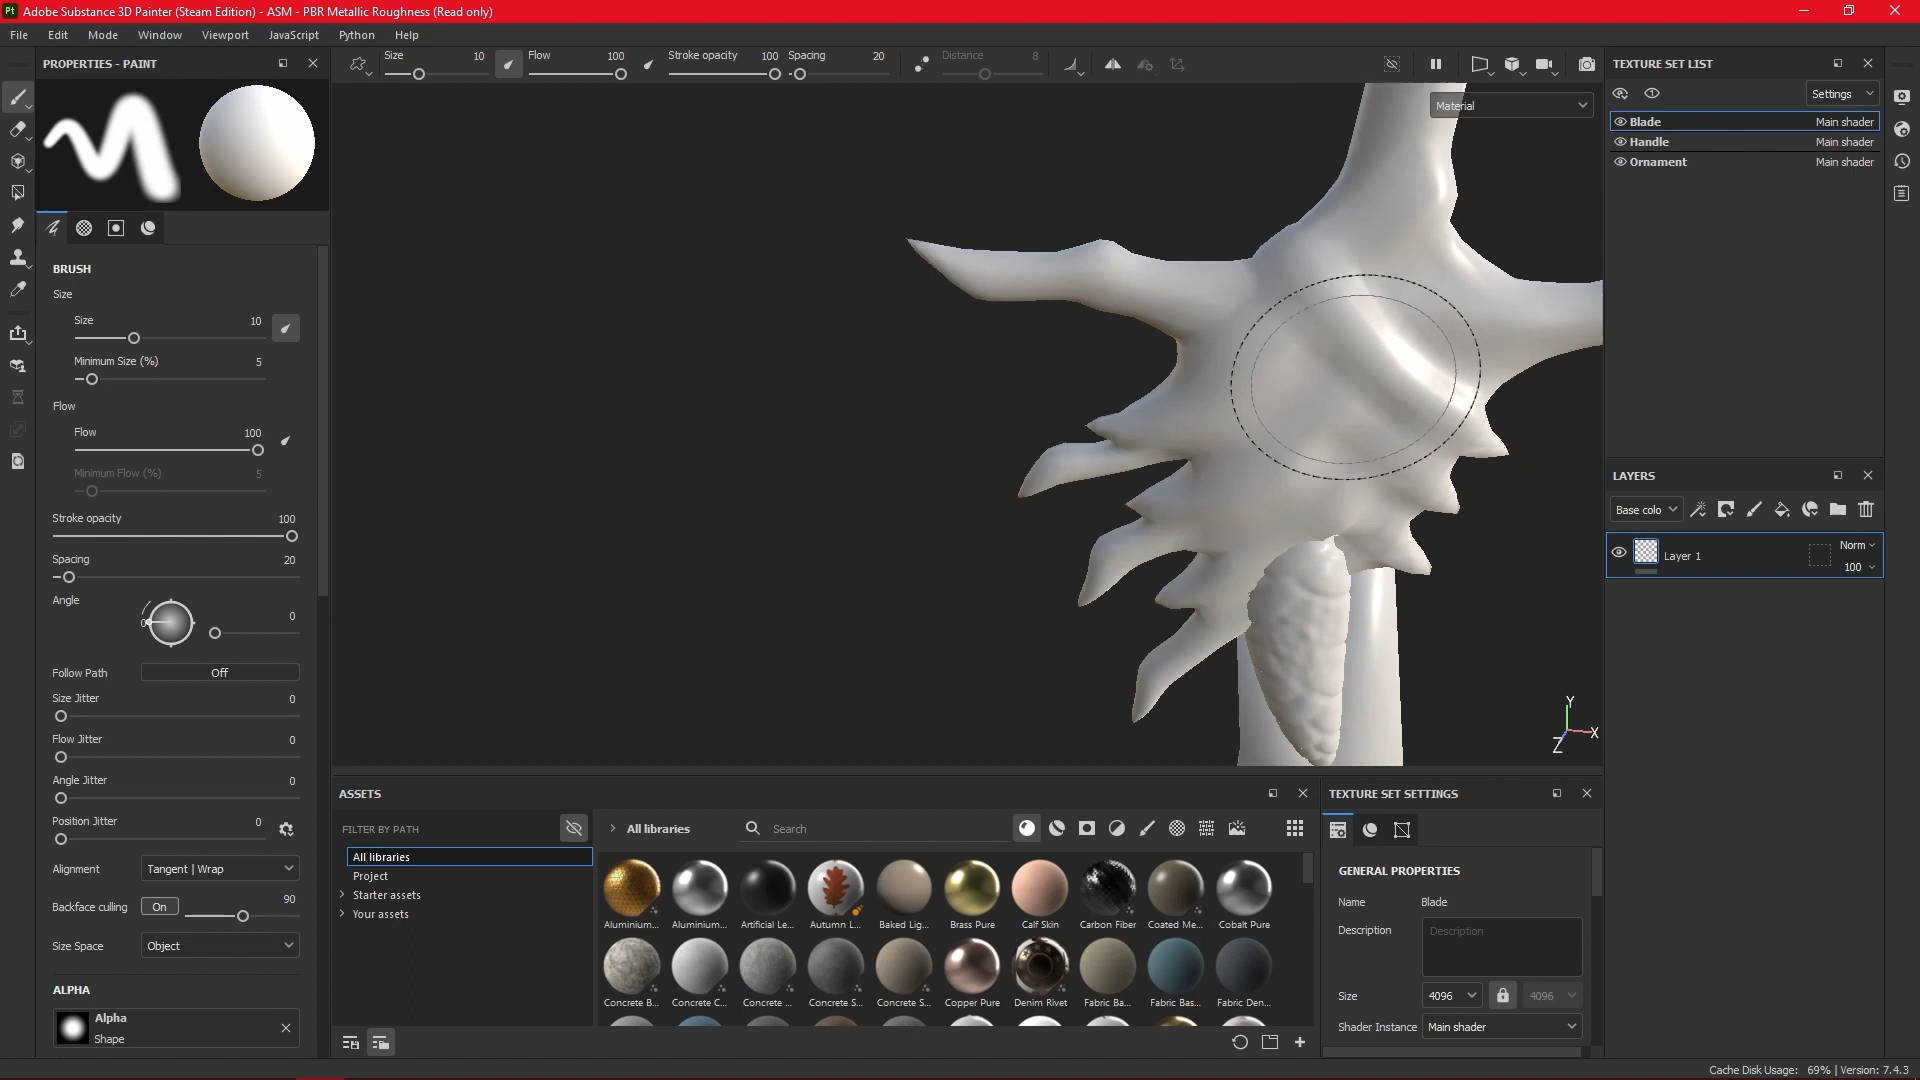 Pt Adobe Substance 3D Painter (Steam Edition) - ASM - PBR Metallic Roughness (Read only)
File Edit Mode Window Viewport JavaScript Python Help
PROPERTIES - PAINT
Size 10 Flow 100 Stroke opacity 100 Spacing 20 Distance 8
Material
BRUSH
Size
Size 10
Minimum Size (%) 5
Flow
Flow 100
Minimum Flow (%) 5
Stroke opacity 100
Spacing 20
Angle
0 0
Follow Path Off
Size Jitter 0
Flow Jitter 0
Angle Jitter 0
Position Jitter 0
Alignment Tangent | Wrap
Backface culling On 90
Size Space Object
ALPHA
Alpha
Shape
Y
X
Z
ASSETS
FILTER BY PATH
All libraries
Project
Starter assets
Your assets
All libraries Search
Aluminium... Aluminium... Artificial Le... Autumn L... Baked Lig... Brass Pure Calf Skin Carbon Fiber Coated Me... Cobalt Pure
Concrete B... Concrete C... Concrete ... Concrete S... Concrete S... Copper Pure Denim Rivet Fabric Ba... Fabric Bas... Fabric Den...
TEXTURE SET LIST
Settings
Blade Main shader
Handle Main shader
Ornament Main shader
LAYERS
Base colo
Layer 1 Norm
100
TEXTURE SET SETTINGS
GENERAL PROPERTIES
Name Blade
Description Description
Size 4096 4096
Shader Instance Main shader
Cache Disk Usage: 69% | Version: 7.4.3